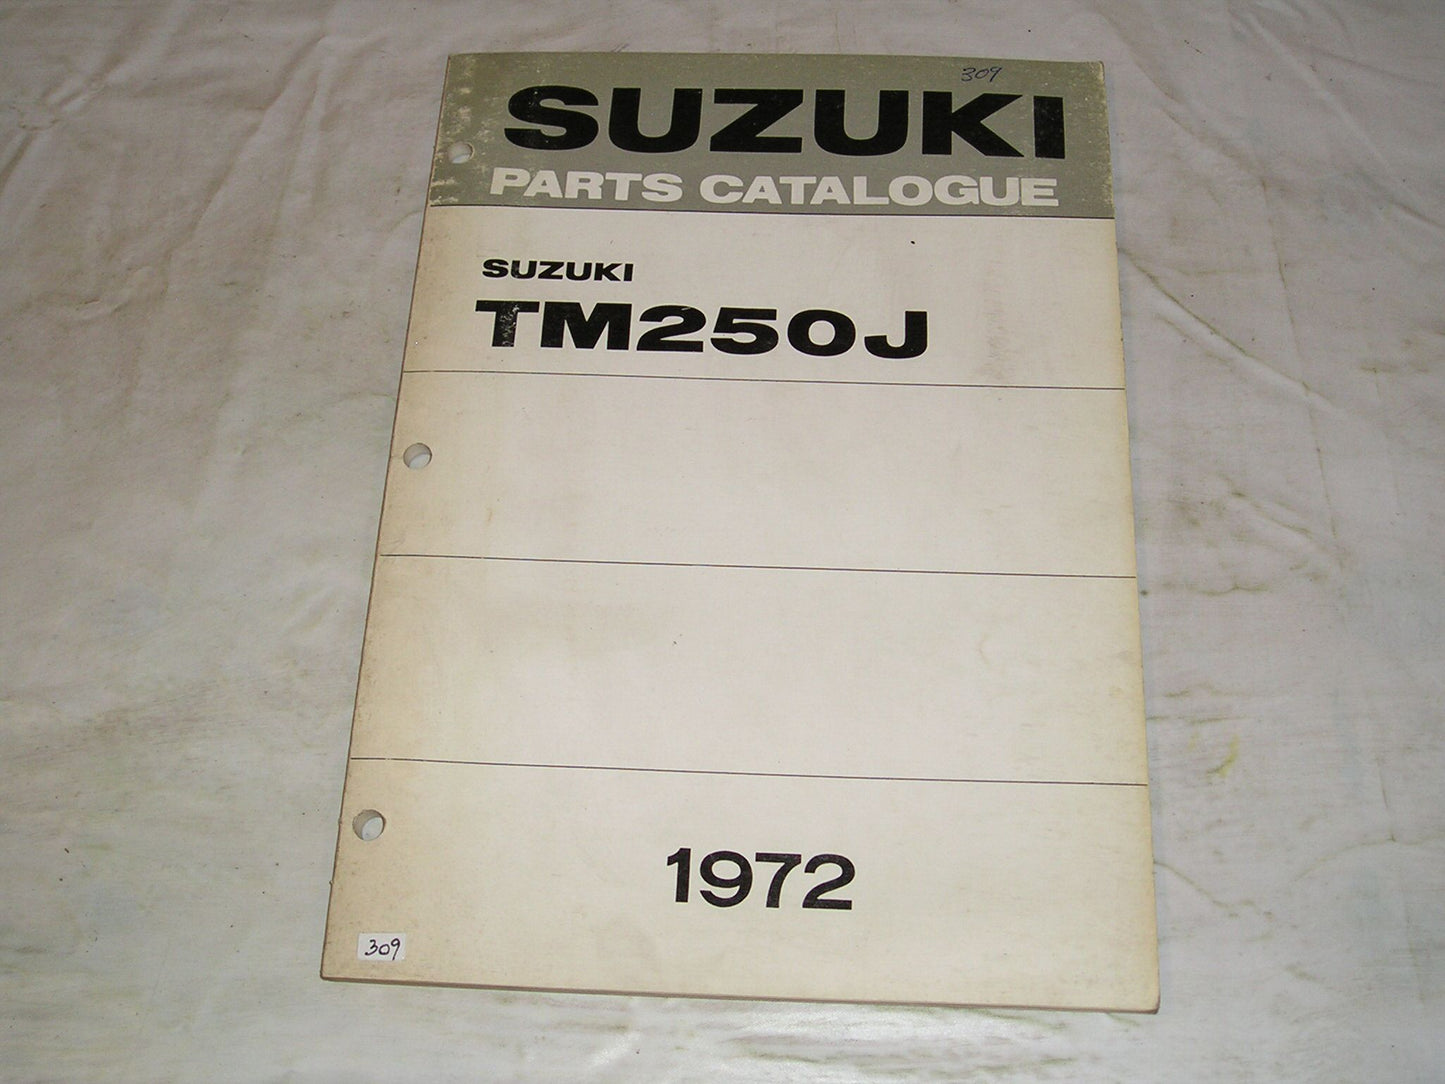 309
SUZUKI
PARTS CATALOGUE
SUZUKI
TM250J
1972
309